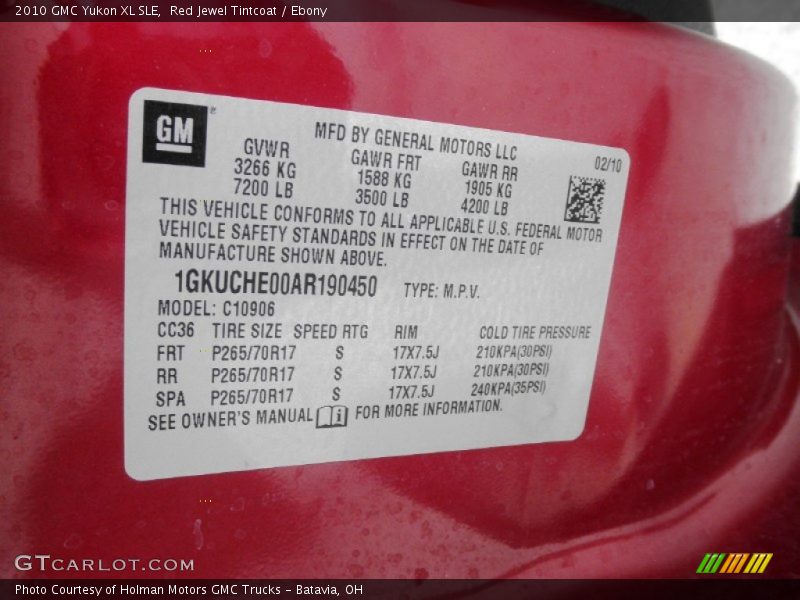 2010 GMC Yukon XL SLE,  Red Jewel Tintcoat / Ebony
GM®
MFD BY GENERAL MOTORS LLC
02/10
GVWR GAWR FRT GAWR RR
3266 KG 1588 KG 1905 KG
7200 LB 3500 LB 4200 LB
THIS VEHICLE CONFORMS TO ALL APPLICABLE U.S. FEDERAL MOTOR
VEHICLE SAFETY STANDARDS IN EFFECT ON THE DATE OF
MANUFACTURE SHOWN ABOVE.
1GKUCHE00AR190450 TYPE: M.P.V.
MODEL: C10906
CC36 TIRE SIZE SPEED RTG RIM COLD TIRE PRESSURE
FRT P265/70R17 S 17X7.5J 210KPA(30PSI)
RR P265/70R17 S 17X7.5J 210KPA(30PSI)
SPA P265/70R17 S 17X7.5J 240KPA(35PSI)
SEE OWNER'S MANUAL FOR MORE INFORMATION.
GTCARLOT.COM
Photo Courtesy of Holman Motors GMC Trucks - Batavia, OH